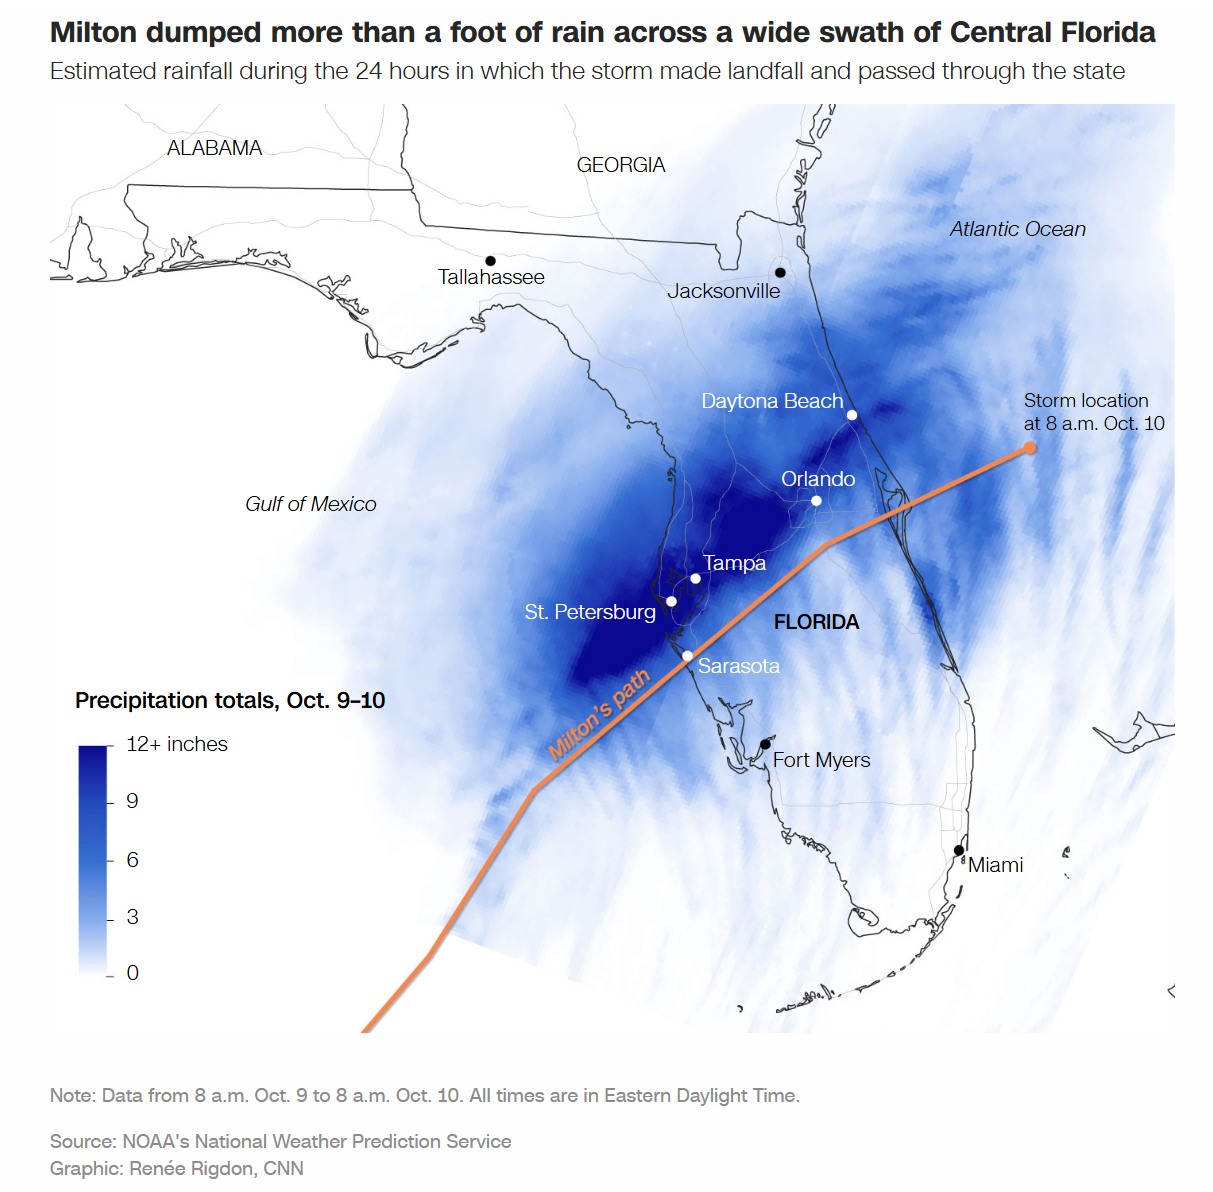 Milton dumped more than a foot of rain across a wide swath of Central Florida
Estimated rainfall during the 24 hours in which the storm made landfall and passed through the state
ALABAMA
GEORGIA
Atlantic Ocean
Tallahassee
Jacksonville
Daytona Beach
Storm location
at 8 a.m. Oct. 10
Orlando
Gulf of Mexico
Tampa
St. Petersburg
FLORIDA
Sarasota
Milton's path
Precipitation totals, Oct. 9–10
12+ inches
9
6
3
0
Fort Myers
Miami
Note: Data from 8 a.m. Oct. 9 to 8 a.m. Oct. 10. All times are in Eastern Daylight Time.
Source: NOAA's National Weather Prediction Service
Graphic: Renée Rigdon, CNN